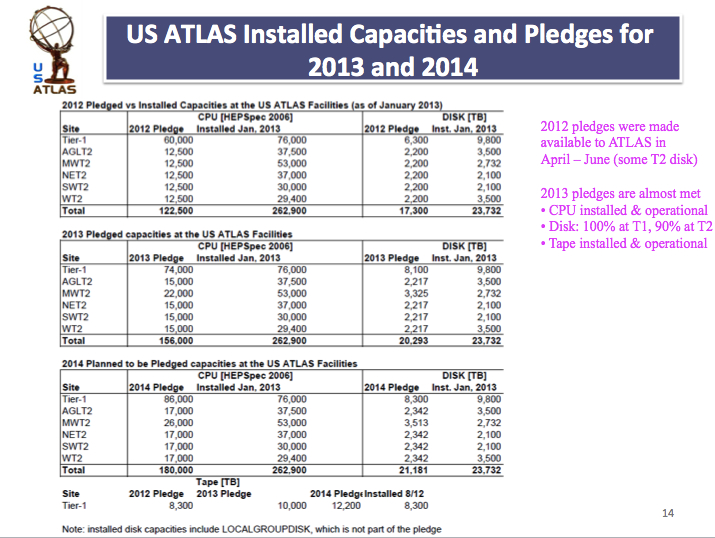 US ATLAS Installed Capacities and Pledges for
2013 and 2014
U
S
ATLAS
2012 Pledged vs Installed Capacities at the US ATLAS Facilities (as of January 2013)
CPU [HEPSpec 2006] DISK [TB]
Site 2012 Pledge Installed Jan, 2013 2012 Pledge Inst. Jan, 2013
Tier-1 60,000 76,000 6,300 9,800
AGLT2 12,500 37,500 2,200 3,500
MWT2 12,500 53,000 2,200 2,732
NET2 12,500 37,000 2,200 2,100
SWT2 12,500 30,000 2,200 2,100
WT2 12,500 29,400 2,200 3,500
Total 122,500 262,900 17,300 23,732
2013 Pledged capacities at the US ATLAS Facilities
CPU [HEPSpec 2006] DISK [TB]
Site 2013 Pledge Installed Jan, 2013 2013 Pledge Inst. Jan, 2013
Tier-1 74,000 76,000 8,100 9,800
AGLT2 15,000 37,500 2,217 3,500
MWT2 22,000 53,000 3,325 2,732
NET2 15,000 37,000 2,217 2,100
SWT2 15,000 30,000 2,217 2,100
WT2 15,000 29,400 2,217 3,500
Total 156,000 262,900 20,293 23,732
2014 Planned to be Pledged capacities at the US ATLAS Facilities
CPU [HEPSpec 2006] DISK [TB]
Site 2014 Pledge Installed Jan, 2013 2014 Pledge Inst. Jan, 2013
Tier-1 86,000 76,000 8,300 9,800
AGLT2 17,000 37,500 2,342 3,500
MWT2 26,000 53,000 3,513 2,732
NET2 17,000 37,000 2,342 2,100
SWT2 17,000 30,000 2,342 2,100
WT2 17,000 29,400 2,342 3,500
Total 180,000 262,900 21,181 23,732
Tape [TB]
Site 2012 Pledge 2013 Pledge 2014 Pledg Installed 8/12
Tier-1 8,300 10,000 12,200 8,300
Note: installed disk capacities include LOCALGROUPDISK, which is not part of the pledge
2012 pledges were made
available to ATLAS in
April – June (some T2 disk)
2013 pledges are almost met
• CPU installed & operational
• Disk: 100% at T1, 90% at T2
• Tape installed & operational
14